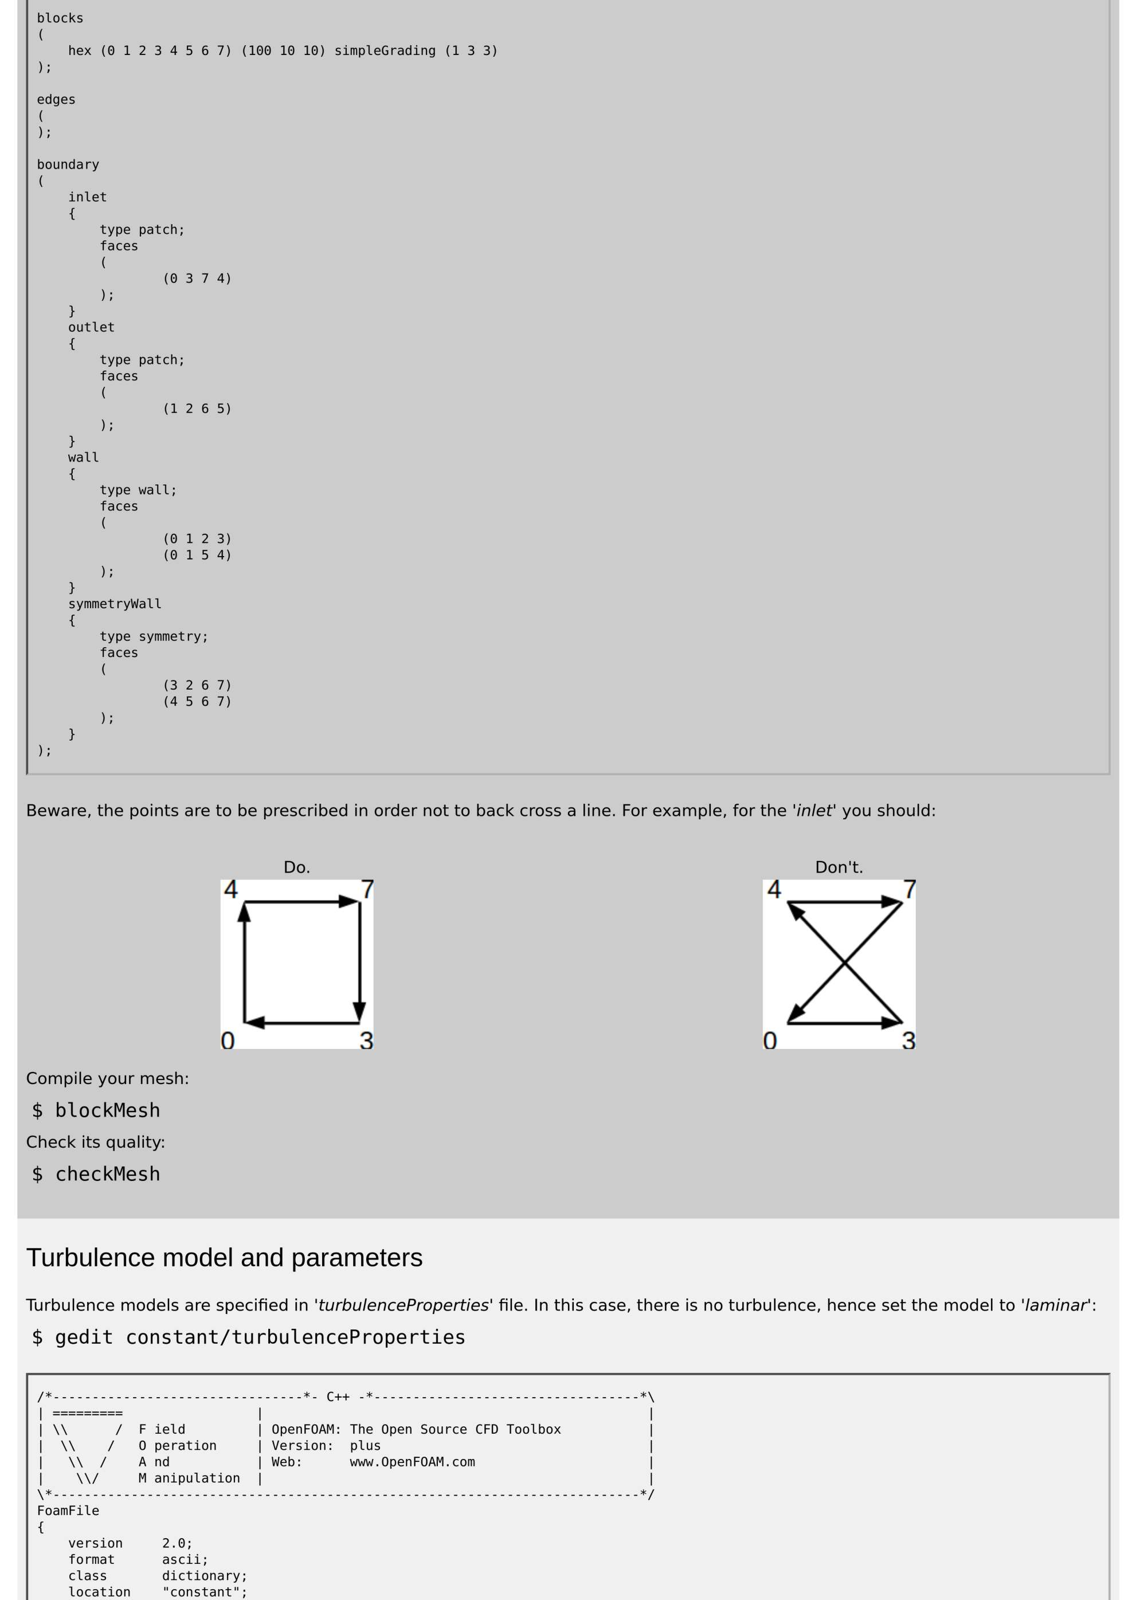 blocks
(
    hex (0 1 2 3 4 5 6 7) (100 10 10) simpleGrading (1 3 3)
);

edges
(
);

boundary
(
    inlet
    {
        type patch;
        faces
        (
                (0 3 7 4)
        );
    }
    outlet
    {
        type patch;
        faces
        (
                (1 2 6 5)
        );
    }
    wall
    {
        type wall;
        faces
        (
                (0 1 2 3)
                (0 1 5 4)
        );
    }
    symmetryWall
    {
        type symmetry;
        faces
        (
                (3 2 6 7)
                (4 5 6 7)
        );
    }
);
Beware, the points are to be prescribed in order not to back cross a line. For example, for the 'inlet' you should:
Do.
4 7
0 3
Don't.
4 7
0 3
Compile your mesh:
$ blockMesh
Check its quality:
$ checkMesh
Turbulence model and parameters
Turbulence models are specified in 'turbulenceProperties' file. In this case, there is no turbulence, hence set the model to 'laminar':
$ gedit constant/turbulenceProperties
/*--------------------------------*- C++ -*----------------------------------*\
| =========                 |                                                 |
| \\      /  F ield         | OpenFOAM: The Open Source CFD Toolbox           |
|  \\    /   O peration     | Version:  plus                                  |
|   \\  /    A nd           | Web:      www.OpenFOAM.com                      |
|    \\/     M anipulation  |                                                 |
\*---------------------------------------------------------------------------*/
FoamFile
{
    version     2.0;
    format      ascii;
    class       dictionary;
    location    "constant";